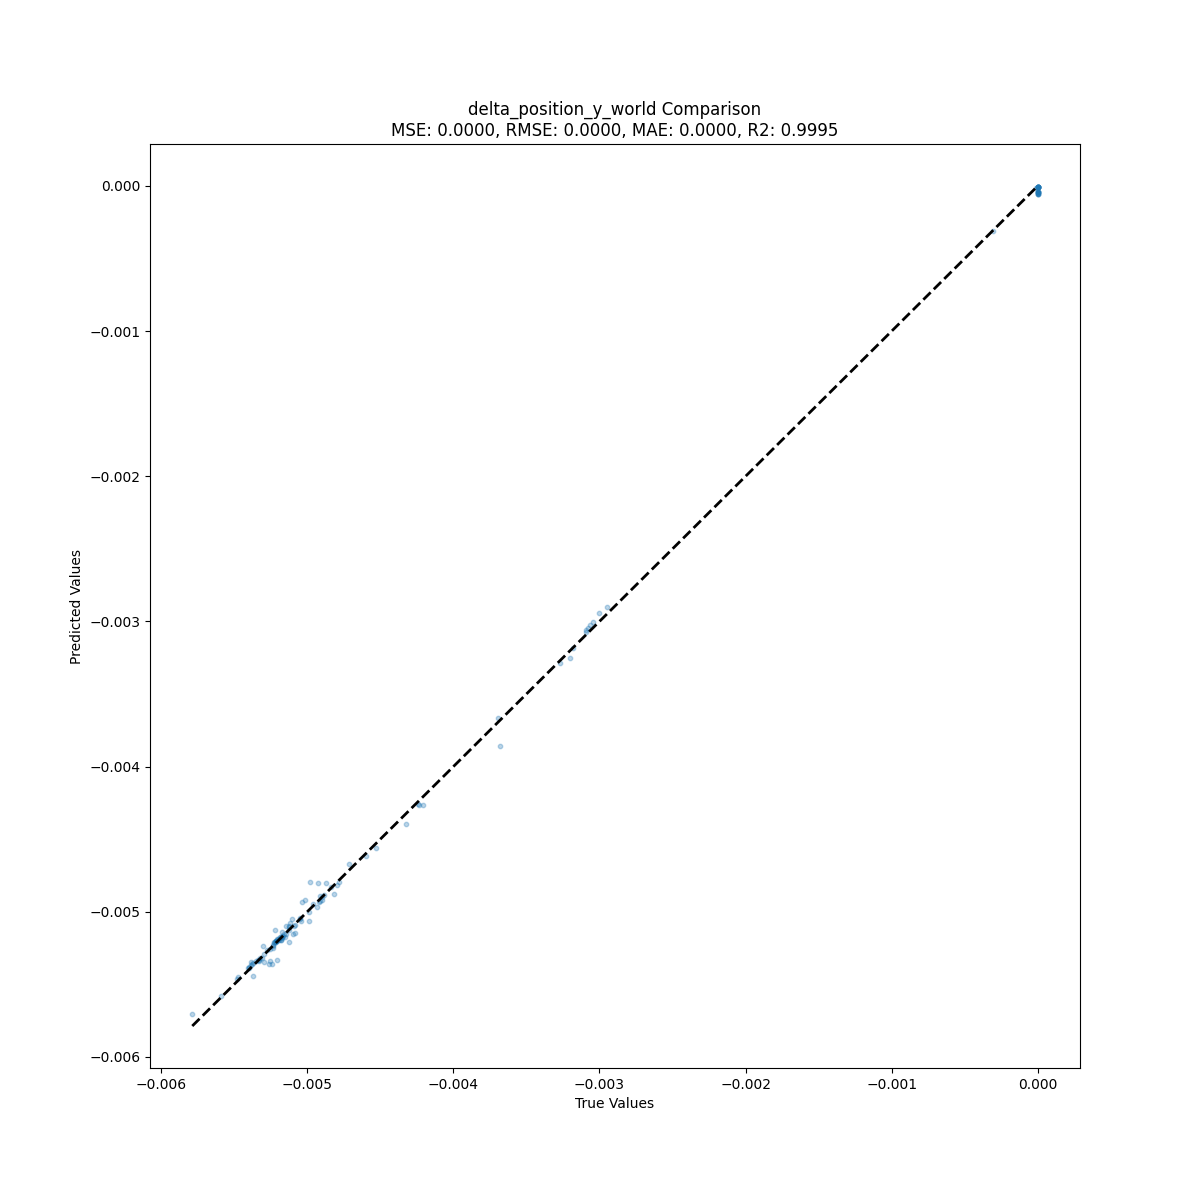 delta_position_y_world Comparison
MSE: 0.0000, RMSE: 0.0000, MAE: 0.0000, R2: 0.9995
0.000
−0.001
−0.002
−0.003
−0.004
−0.005
−0.006
Predicted Values
−0.006 −0.005 −0.004 −0.003 −0.002 −0.001 0.000
True Values